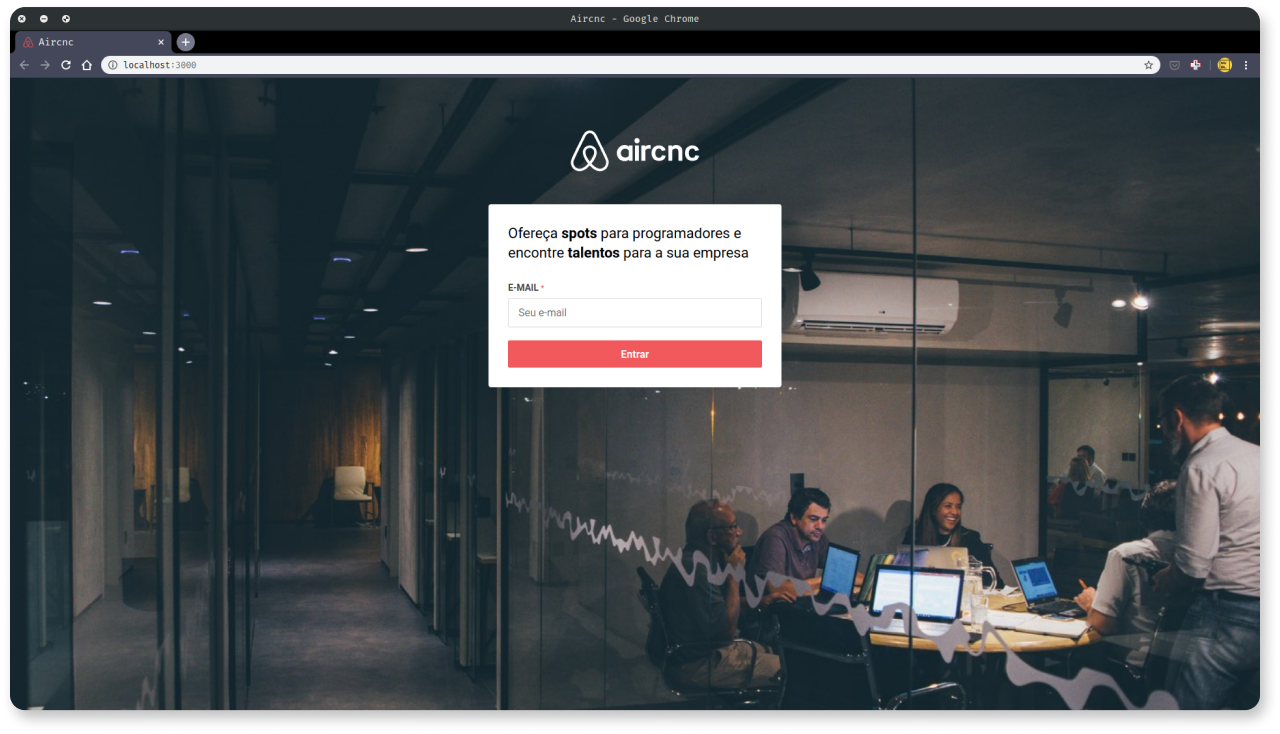 Aircnc - Google Chrome
Aircnc
localhost:3000
aircnc
Ofereça spots para programadores e
encontre talentos para a sua empresa
E-MAIL *
Seu e-mail
Entrar